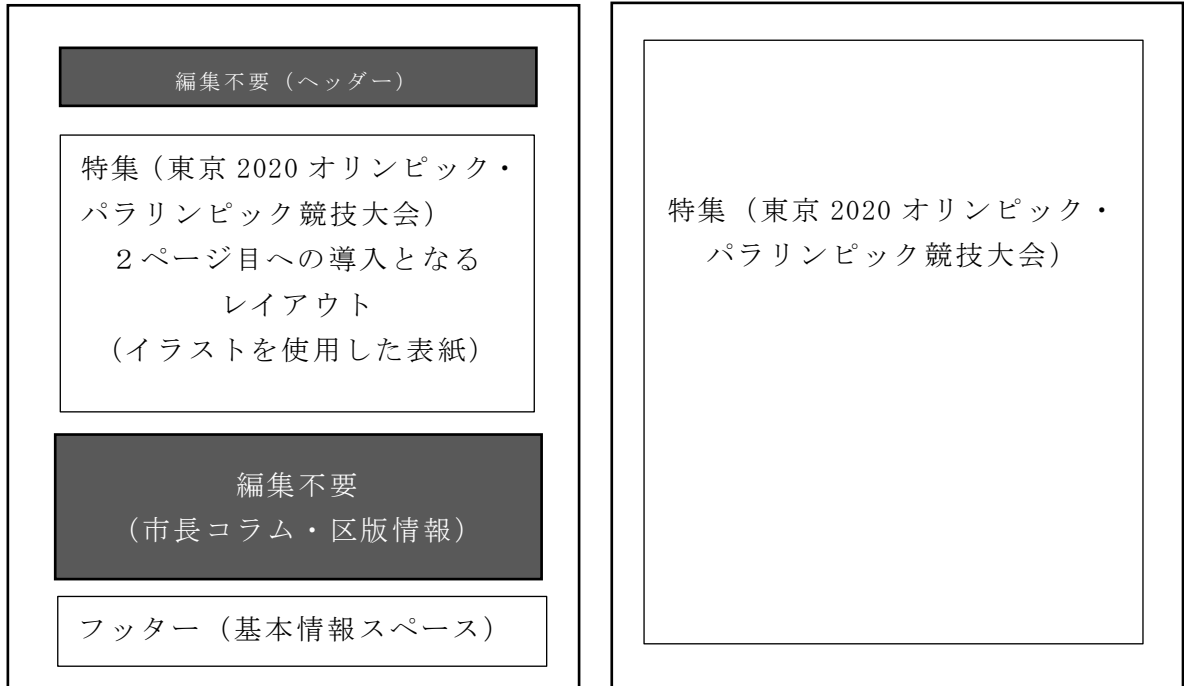 編集不要（ヘッダー）
特集（東京 2020 オリンピック・
パラリンピック競技大会）
２ページ目への導入となる
レイアウト
（イラストを使用した表紙）
編集不要
（市長コラム・区版情報）
フッター（基本情報スペース）
特集（東京 2020 オリンピック・
パラリンピック競技大会）